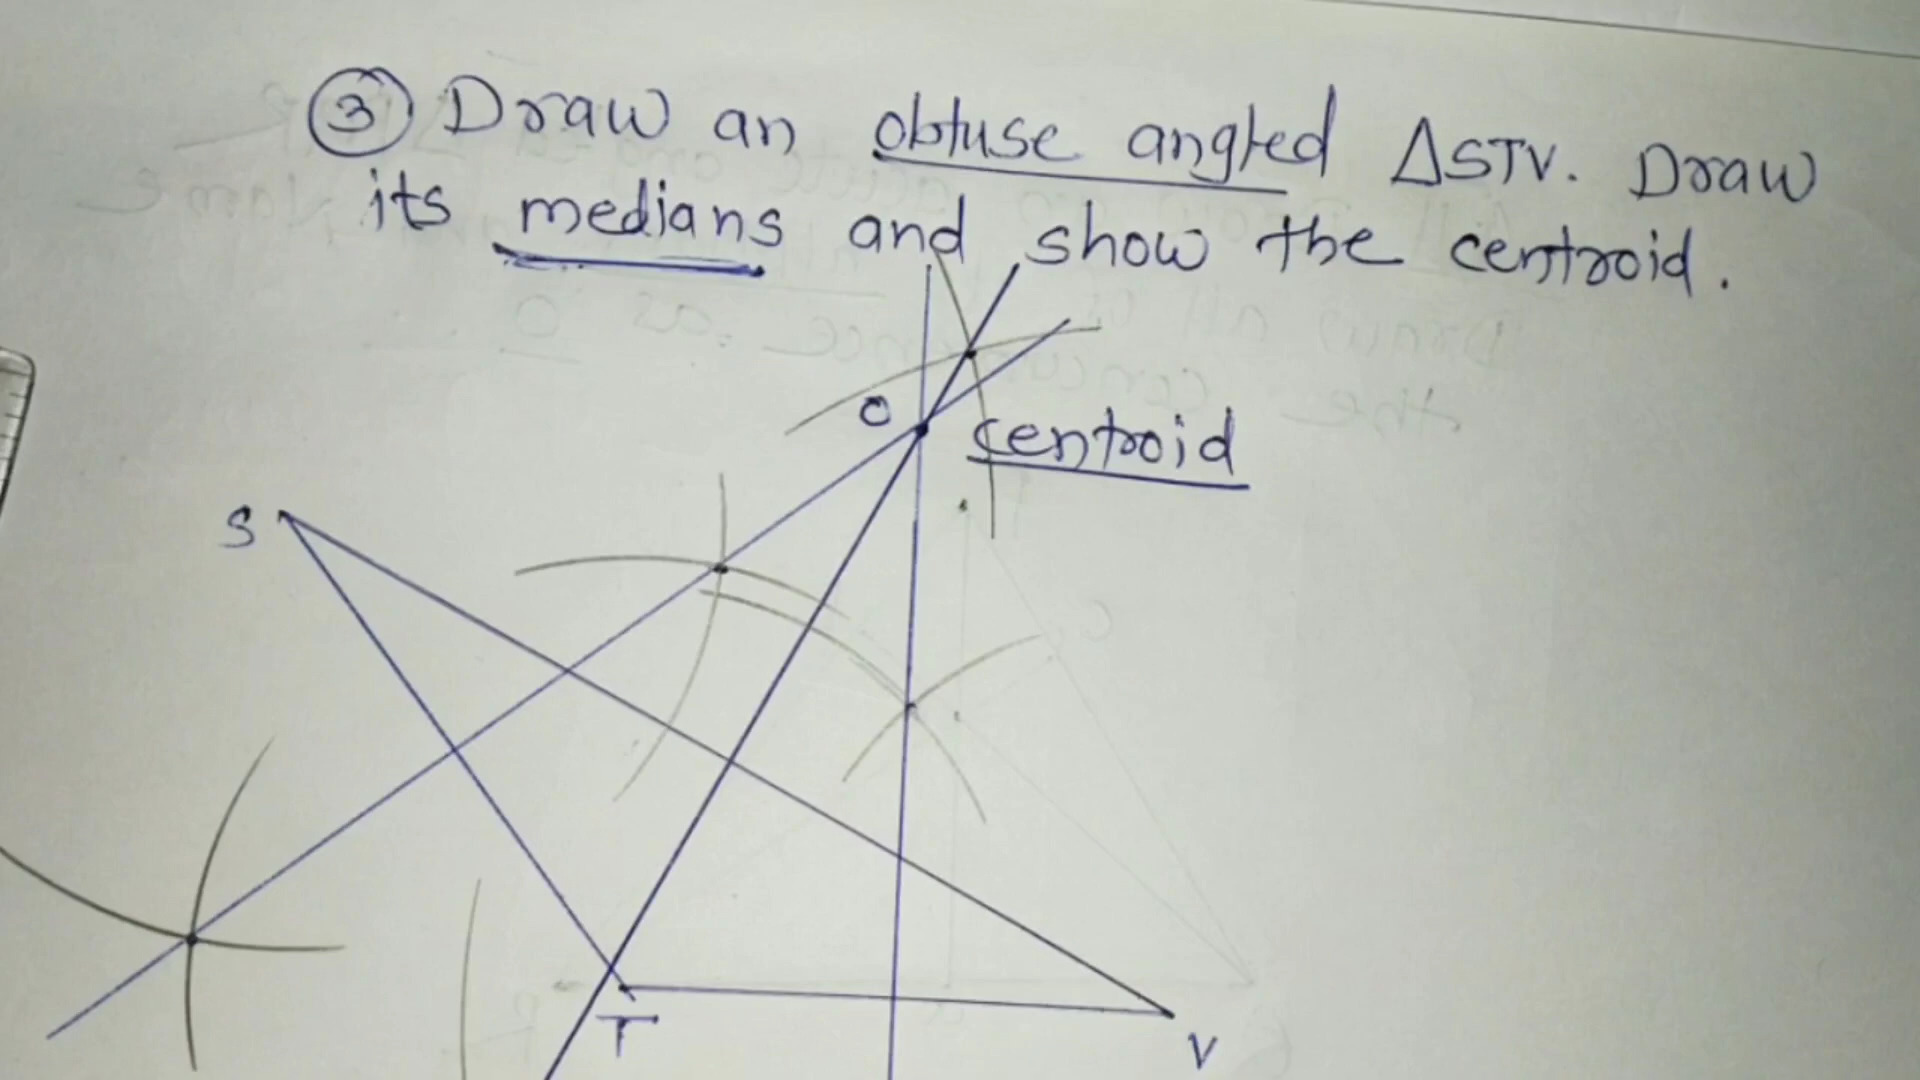 ③ Draw an obtuse angled ΔSTV. Draw
its medians and show the centroid.
O
centroid
S
T
V